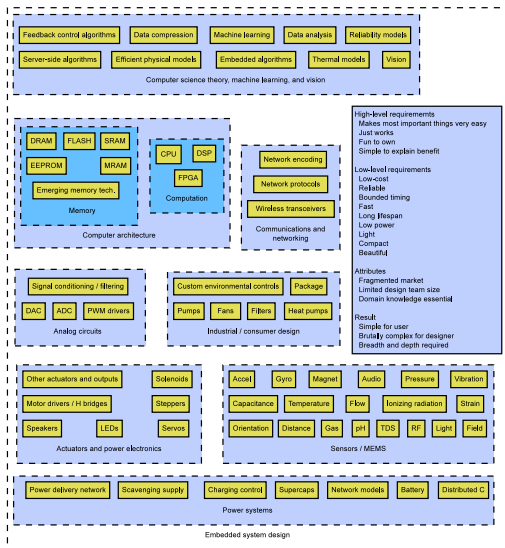 Feedback control algorithms Data compression Machine learning Data analysis Reliability models
Server-side algorithms Efficient physical models Embedded algorithms Thermal models Vision
Computer science theory, machine learning, and vision
DRAM FLASH SRAM
EEPROM MRAM
Emerging memory tech.
Memory
CPU DSP
FPGA
Computation
Computer architecture
Network encoding
Network protocols
Wireless transceivers
Communications and
networking
High-level requirements
Makes most important things very easy
Just works
Fun to own
Simple to explain benefit
Low-level requirements
Low-cost
Reliable
Bounded timing
Fast
Long lifespan
Low power
Light
Compact
Beautiful
Attributes
Fragmented market
Limited design team size
Domain knowledge essential
Result
Simple for user
Brutally complex for designer
Breadth and depth required
Signal conditioning / filtering
DAC ADC PWM drivers
Analog circuits
Custom environmental controls Package
Pumps Fans Filters Heat pumps
Industrial / consumer design
Other actuators and outputs Solenoids
Motor drivers / H bridges Steppers
Speakers LEDs Servos
Actuators and power electronics
Accel Gyro Magnet Audio Pressure Vibration
Capacitance Temperature Flow Ionizing radiation Strain
Orientation Distance Gas pH TDS RF Light Field
Sensors / MEMS
Power delivery network Scavenging supply Charging control Supercaps Network models Battery Distributed C
Power systems
Embedded system design